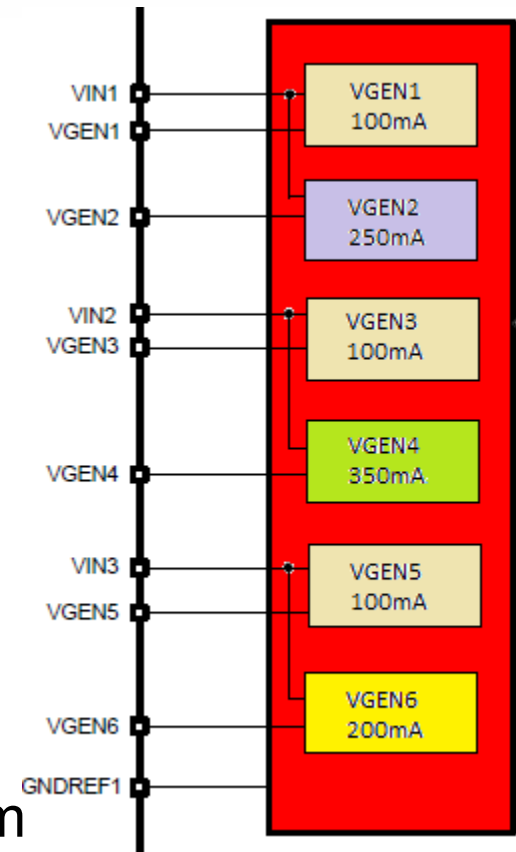 VIN1
VGEN1
VGEN1
100mA
VGEN2
VGEN2
250mA
VIN2
VGEN3
VGEN3
100mA
VGEN4
VGEN4
350mA
VIN3
VGEN5
VGEN5
100mA
VGEN6
VGEN6
200mA
GNDREF1
m